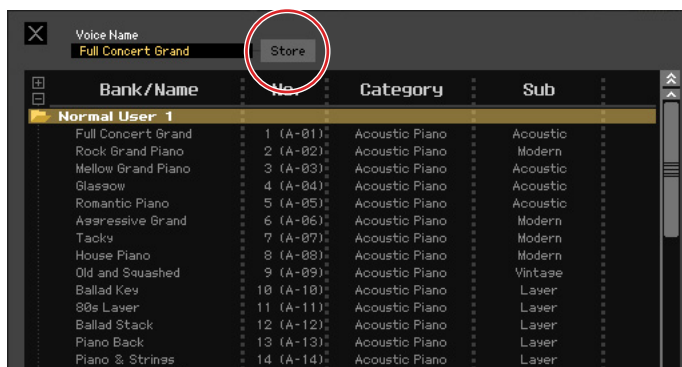 Voice Name
Full Concert Grand Store
Bank/Name No. Category Sub
Normal User 1
Full Concert Grand 1 (A-01) Acoustic Piano Acoustic
Rock Grand Piano 2 (A-02) Acoustic Piano Modern
Mellow Grand Piano 3 (A-03) Acoustic Piano Acoustic
Glasgow 4 (A-04) Acoustic Piano Acoustic
Romantic Piano 5 (A-05) Acoustic Piano Acoustic
Aggressive Grand 6 (A-06) Acoustic Piano Modern
Tacky 7 (A-07) Acoustic Piano Modern
House Piano 8 (A-08) Acoustic Piano Modern
Old and Squashed 9 (A-09) Acoustic Piano Vintage
Ballad Key 10 (A-10) Acoustic Piano Layer
80s Layer 11 (A-11) Acoustic Piano Layer
Ballad Stack 12 (A-12) Acoustic Piano Layer
Piano Back 13 (A-13) Acoustic Piano Layer
Piano & Strings 14 (A-14) Acoustic Piano Layer